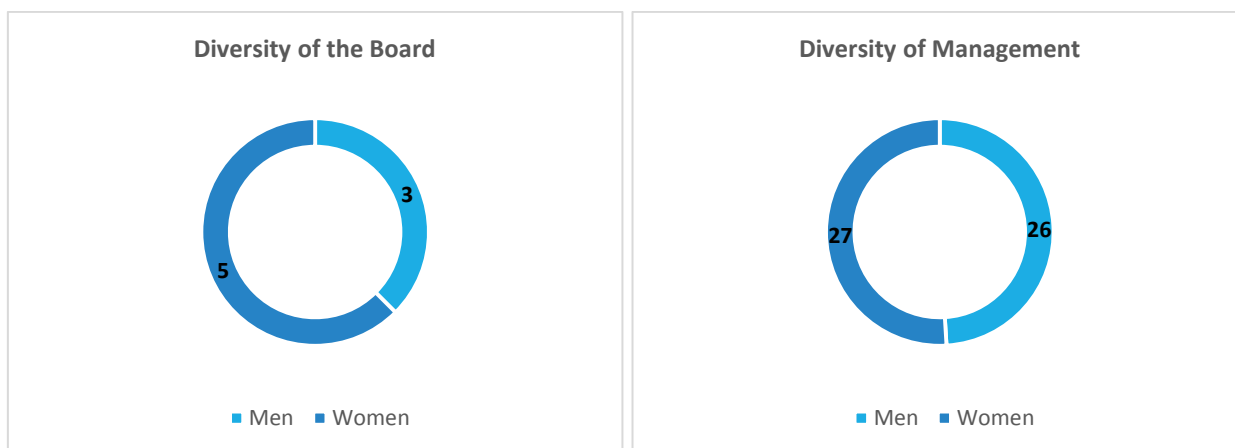 Diversity of the Board
3
5
Men
Women
Diversity of Management
27
26
Men
Women